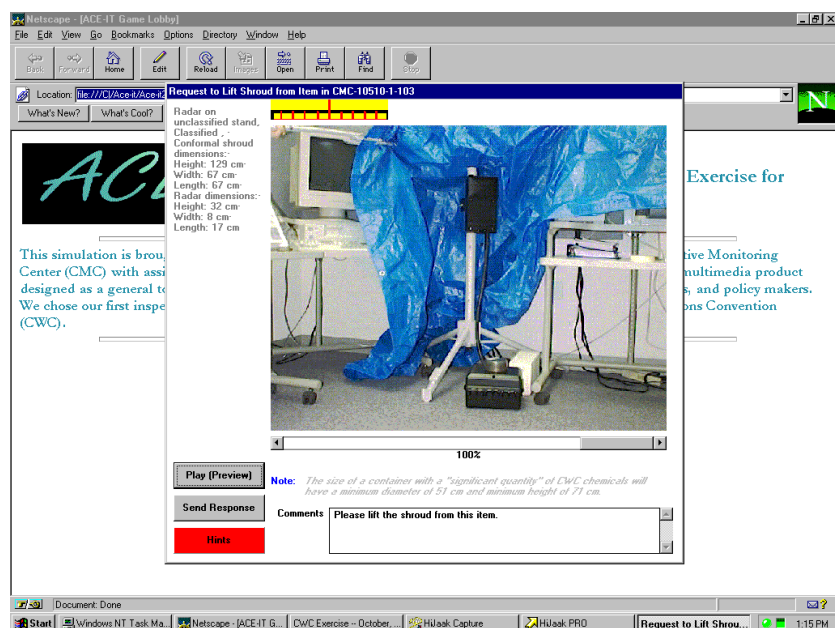 Netscape - [ACE-IT Game Lobby]
File Edit View Go Bookmarks Options Directory Window Help
Back Forward Home Edit Reload Images Open Print Find Stop
Location: file:///C|/Ace-it/Ace-it2
N
What's New? What's Cool?
Request to Lift Shroud from Item in CMC-10510-1-103
Radar on
unclassified stand,
Classified , ·
Conformal shroud
dimensions:·
Height: 129 cm·
Width: 67 cm·
Length: 67 cm
Radar dimensions:·
Height: 32 cm·
Width: 8 cm·
Length: 17 cm
Exercise for
This simulation is brou
tive Monitoring
Center (CMC) with assi
multimedia product
designed as a general to
s, and policy makers.
We chose our first inspe
ons Convention
(CWC).
100%
Play (Preview)
Note: The size of a container with a "significant quantity" of CWC chemicals will
have a minimum diameter of 51 cm and minimum height of 71 cm.
Send Response
Comments Please lift the shroud from this item.
Hints
Document: Done
Start Windows NT Task Ma... Netscape - [ACE-IT G... CWC Exercise -- October, ... HiJaak Capture HiJaak PRO Request to Lift Shrou... 1:15 PM